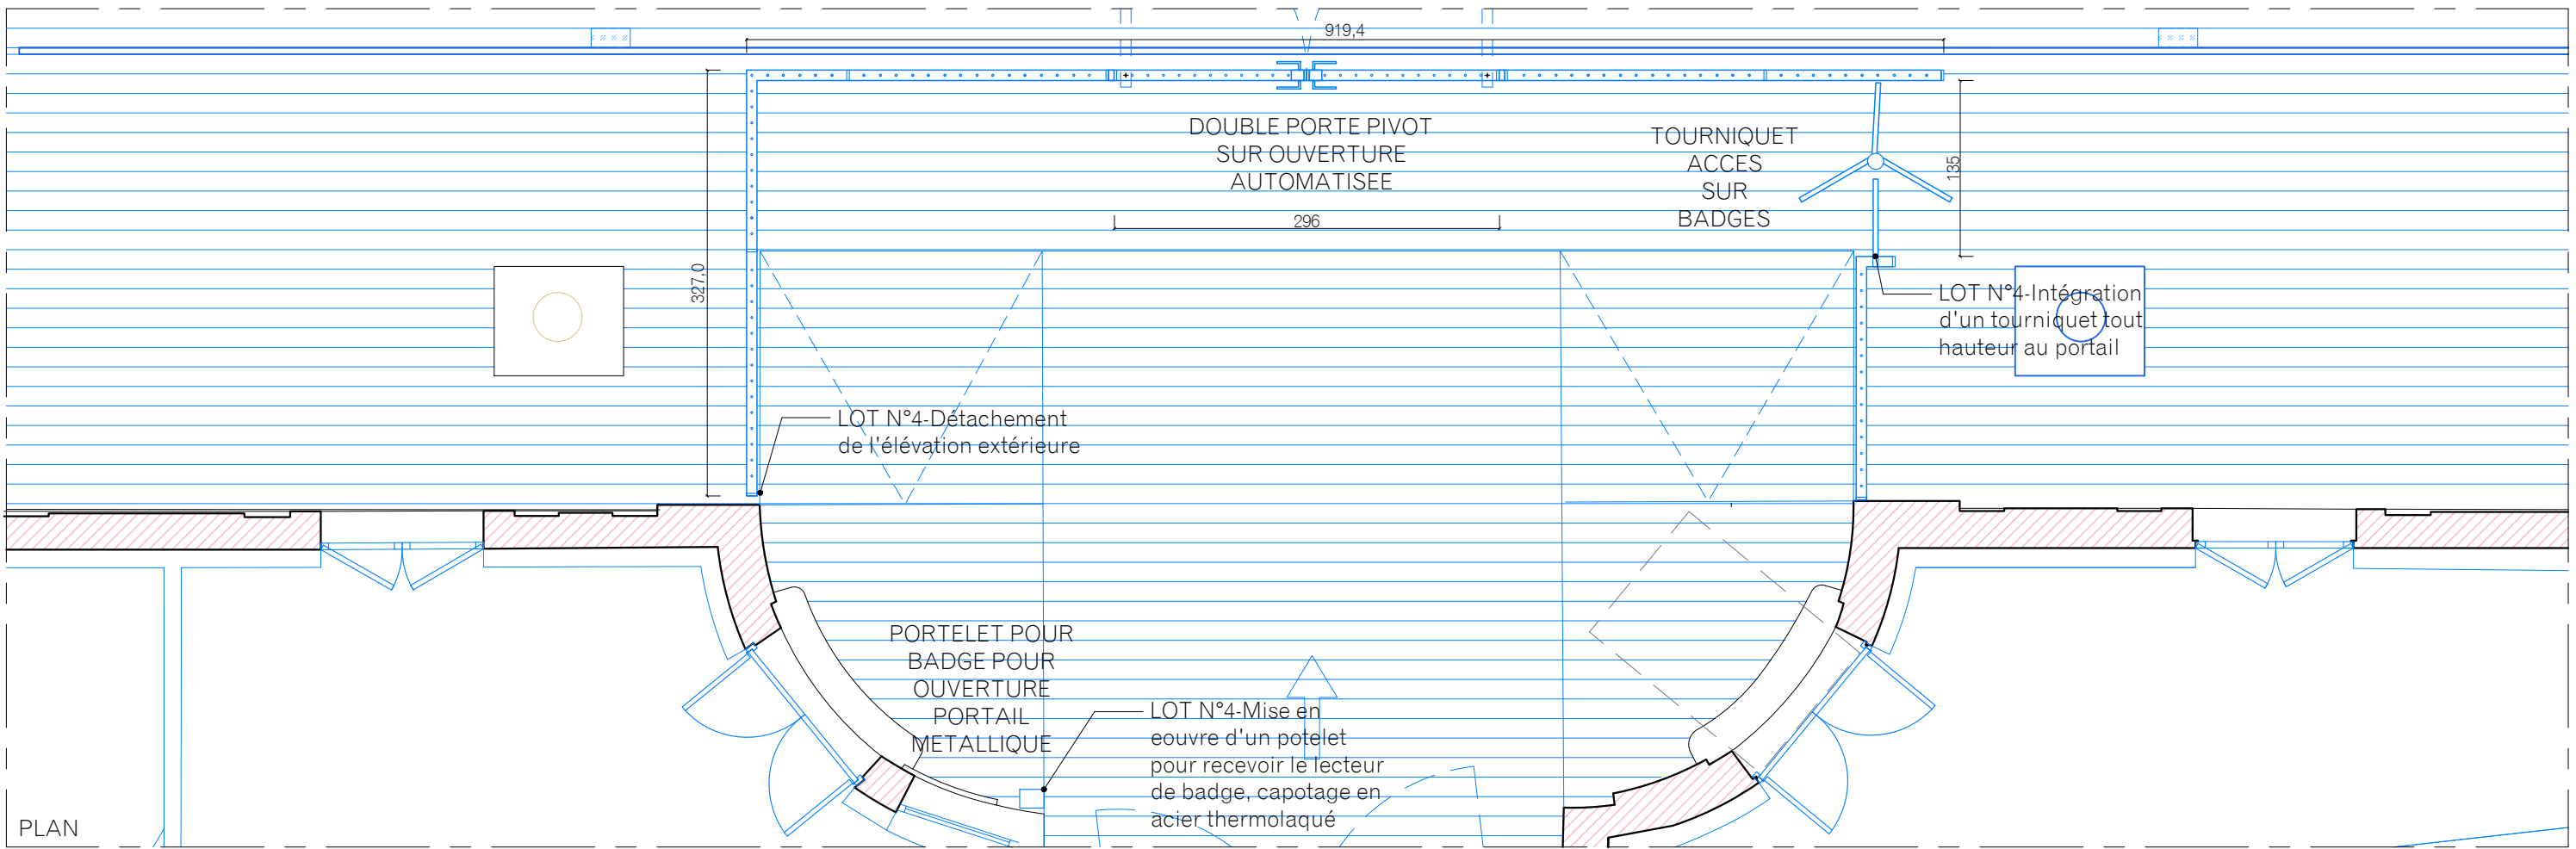 919,4
DOUBLE PORTE PIVOT
SUR OUVERTURE
AUTOMATISEE
TOURNIQUET
ACCES
SUR
BADGES
135
296
327,0
LOT N°4-Intégration
d'un tourniquet tout
hauteur au portail
LOT N°4-Détachement
de l'élévation extérieure
PORTELET POUR
BADGE POUR
OUVERTURE
PORTAIL
METALLIQUE
LOT N°4-Mise en
eouvre d'un potelet
pour recevoir le lecteur
de badge, capotage en
acier thermolaqué
PLAN